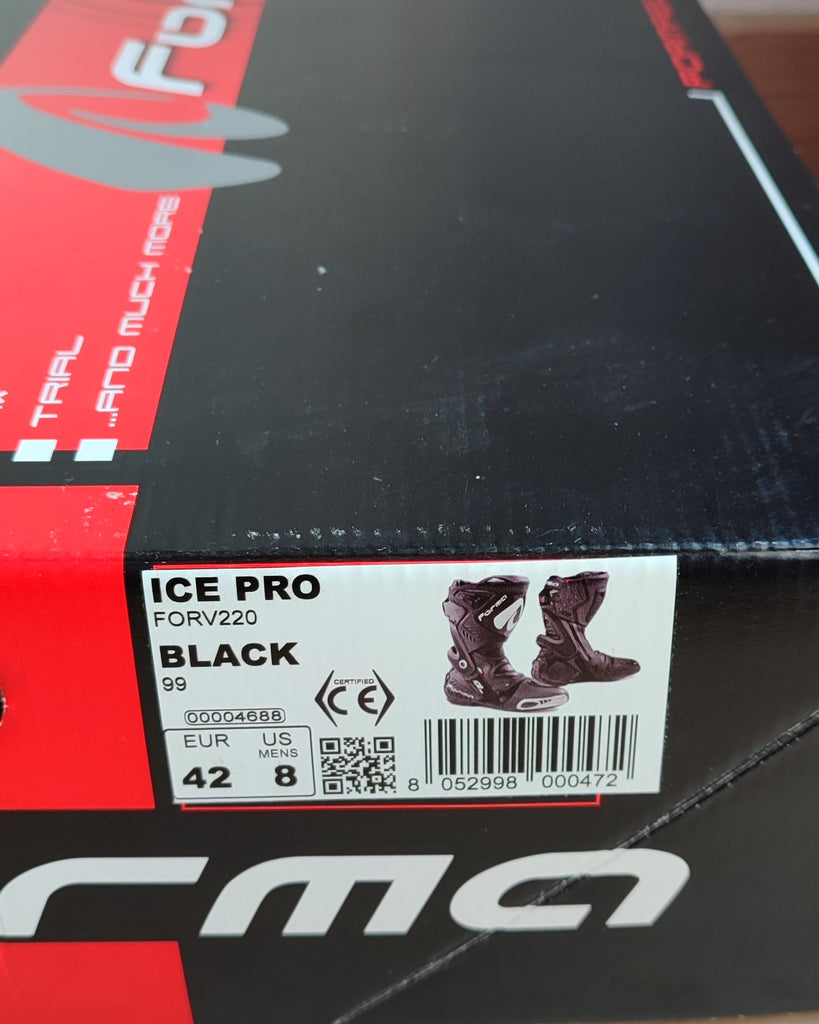 TRIAL
...AND MUCH MORE
ICE PRO
FORV220
BLACK
99
CERTIFIED
CE
00004688
EUR
US
MENS
42
8
8 052998 000472